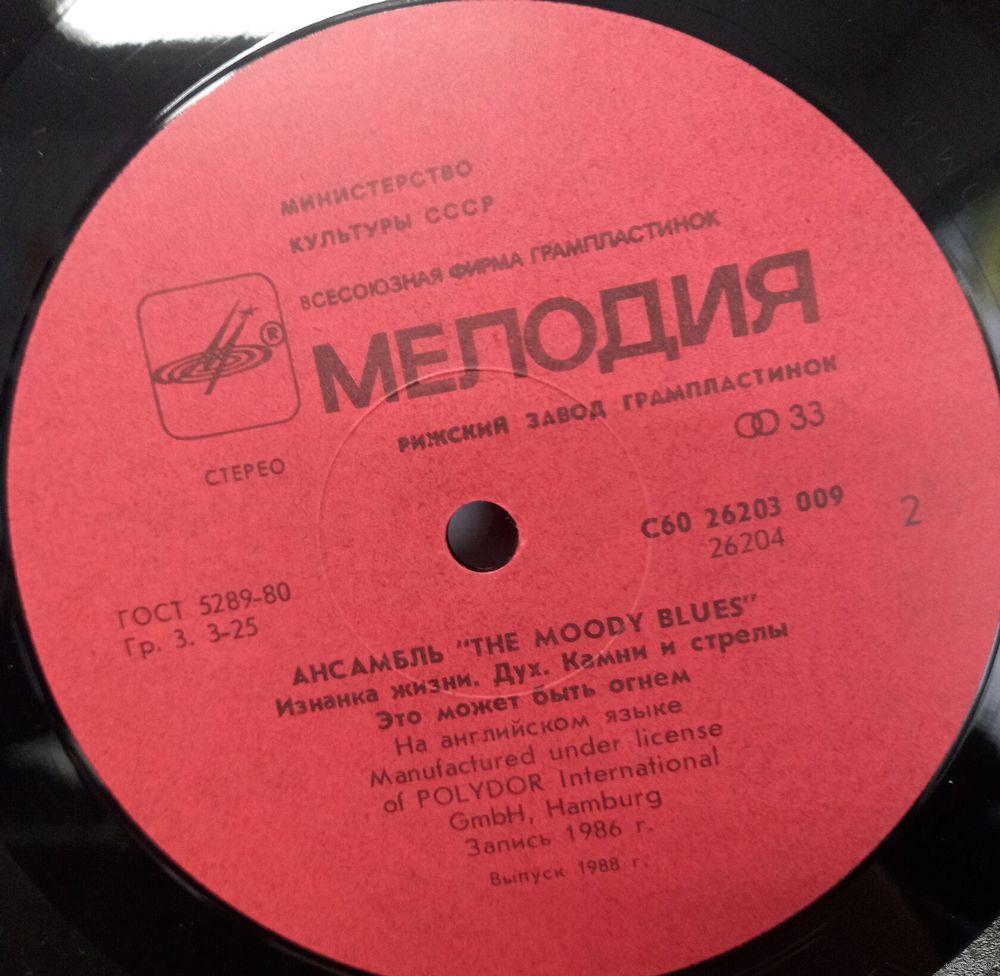 МИНИСТЕРСТВО
КУЛЬТУРЫ СССР
ВСЕСОЮЗНАЯ ФИРМА ГРАМПЛАСТИНОК
®
МЕЛОДИЯ
РИЖСКИЙ ЗАВОД ГРАМПЛАСТИНОК
СТЕРЕО
33
С60 26203 009
26204
2
ГОСТ 5289-80
Гр. 3. 3-25
АНСАМБЛЬ "THE MOODY BLUES"
Изнанка жизни. Дух. Камни и стрелы
Это может быть огнем
На английском языке
Manufactured under license
of POLYDOR International
GmbH, Hamburg
Запись 1986 г.
Выпуск 1988 г.